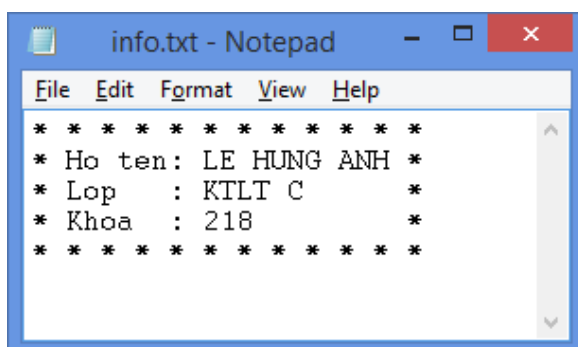 info.txt - Notepad
File Edit Format View Help
* * * * * * * * * * * *
* Ho ten: LE HUNG ANH *
* Lop   : KTLT C      *
* Khoa  : 218         *
* * * * * * * * * * * *